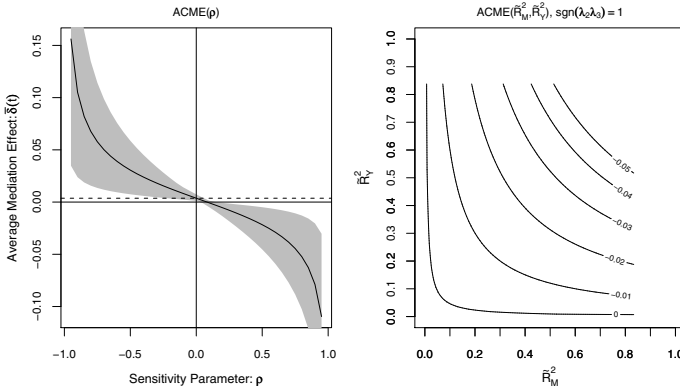 ACME(ρ)
Average Mediation Effect: δ̄(t)
0.15
0.10
0.05
0.00
−0.05
−0.10
−1.0 −0.5 0.0 0.5 1.0
Sensitivity Parameter: ρ
ACME(R̃²M,R̃²Y), sgn(λ₂λ₃) = 1
R̃²Y
1.0
0.9
0.8
0.7
0.6
0.5
0.4
0.3
0.2
0.1
0.0
−0.05
−0.04
−0.03
−0.02
−0.01
0
0.0 0.2 0.4 0.6 0.8 1.0
R̃²M